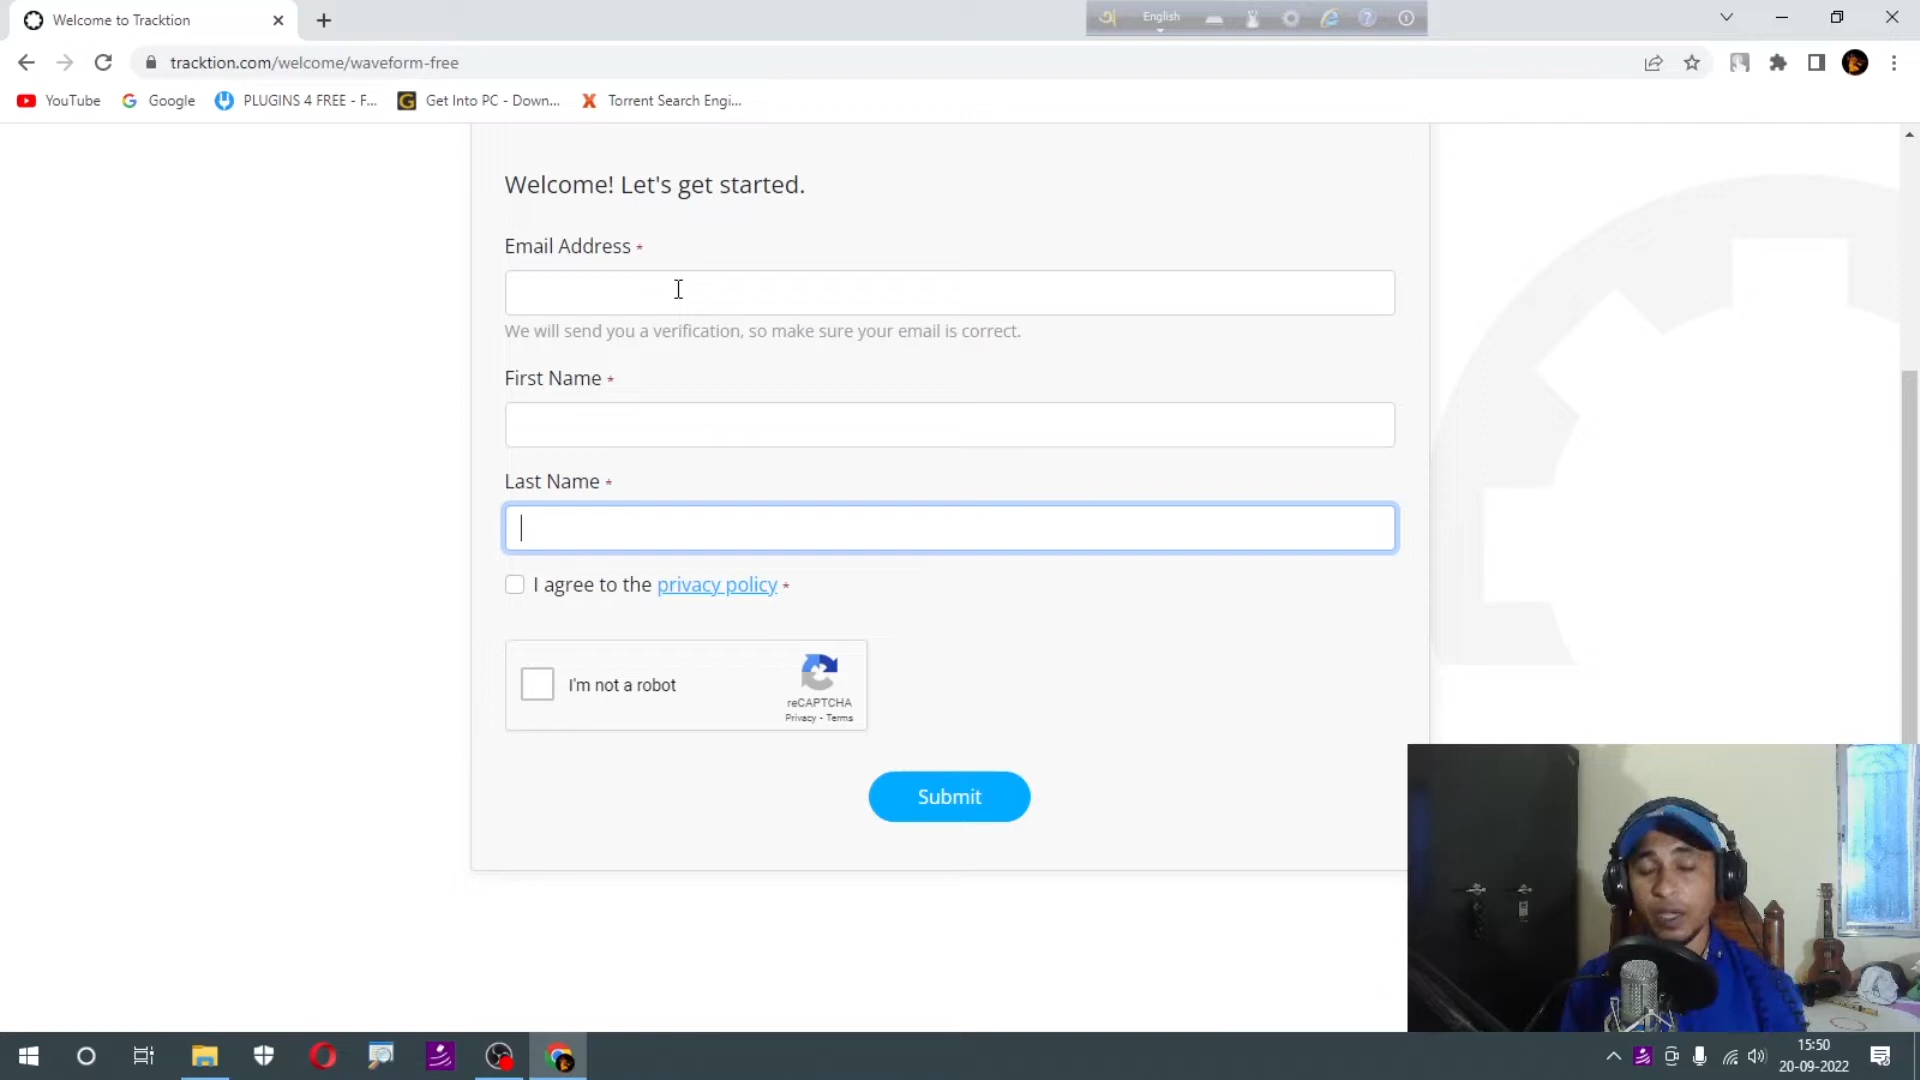 Welcome to Tracktion
English
tracktion.com/welcome/waveform-free
YouTube
Google
PLUGINS 4 FREE - F...
Get Into PC - Down...
Torrent Search Engi...
Welcome! Let's get started.
Email Address *
We will send you a verification, so make sure your email is correct.
First Name *
Last Name *
I agree to the privacy policy *
I'm not a robot
reCAPTCHA
Privacy - Terms
Submit
15:50
20-09-2022